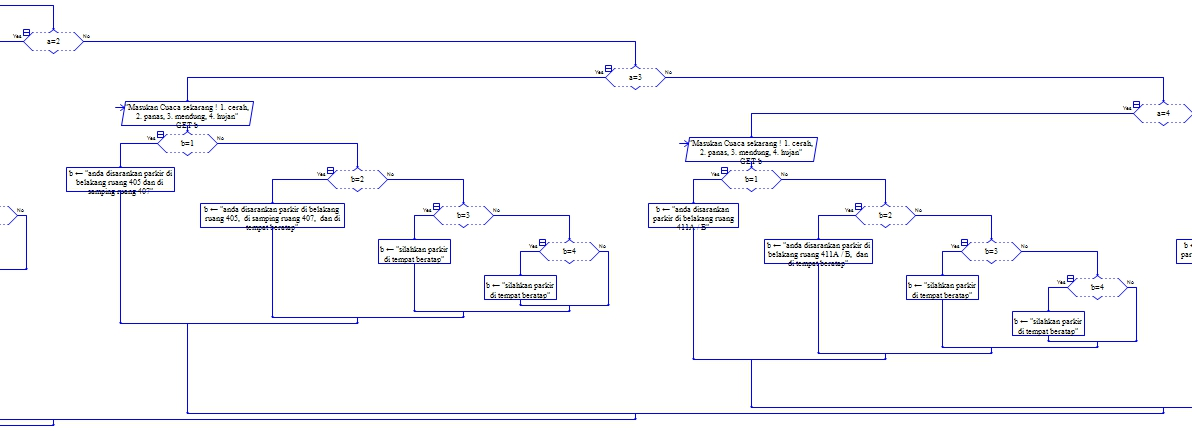 Yes
a=2
No
Yes
a=3
No
Yes
a=4
"Masukan Cuaca sekarang ! 1. cerah,
2. panas, 3. mendung, 4. hujan"
GET b
Yes
b=1
No
b ← "anda disarankan parkir di
belakang ruang 405 dan di
samping ruang 407"
Yes
b=2
No
b ← "anda disarankan parkir di belakang
ruang 405, di samping ruang 407, dan di
tempat beratap"
Yes
b=3
No
b ← "silahkan parkir
di tempat beratap"
Yes
b=4
No
b ← "silahkan parkir
di tempat beratap"
No
"Masukan Cuaca sekarang ! 1. cerah,
2. panas, 3. mendung, 4. hujan"
GET b
Yes
b=1
No
b ← "anda disarankan
parkir di belakang ruang
411A / B"
Yes
b=2
No
b ← "anda disarankan parkir di
belakang ruang 411A / B, dan
di tempat beratap"
Yes
b=3
No
b ← "silahkan parkir
di tempat beratap"
Yes
b=4
No
b ← "silahkan parkir
di tempat beratap"